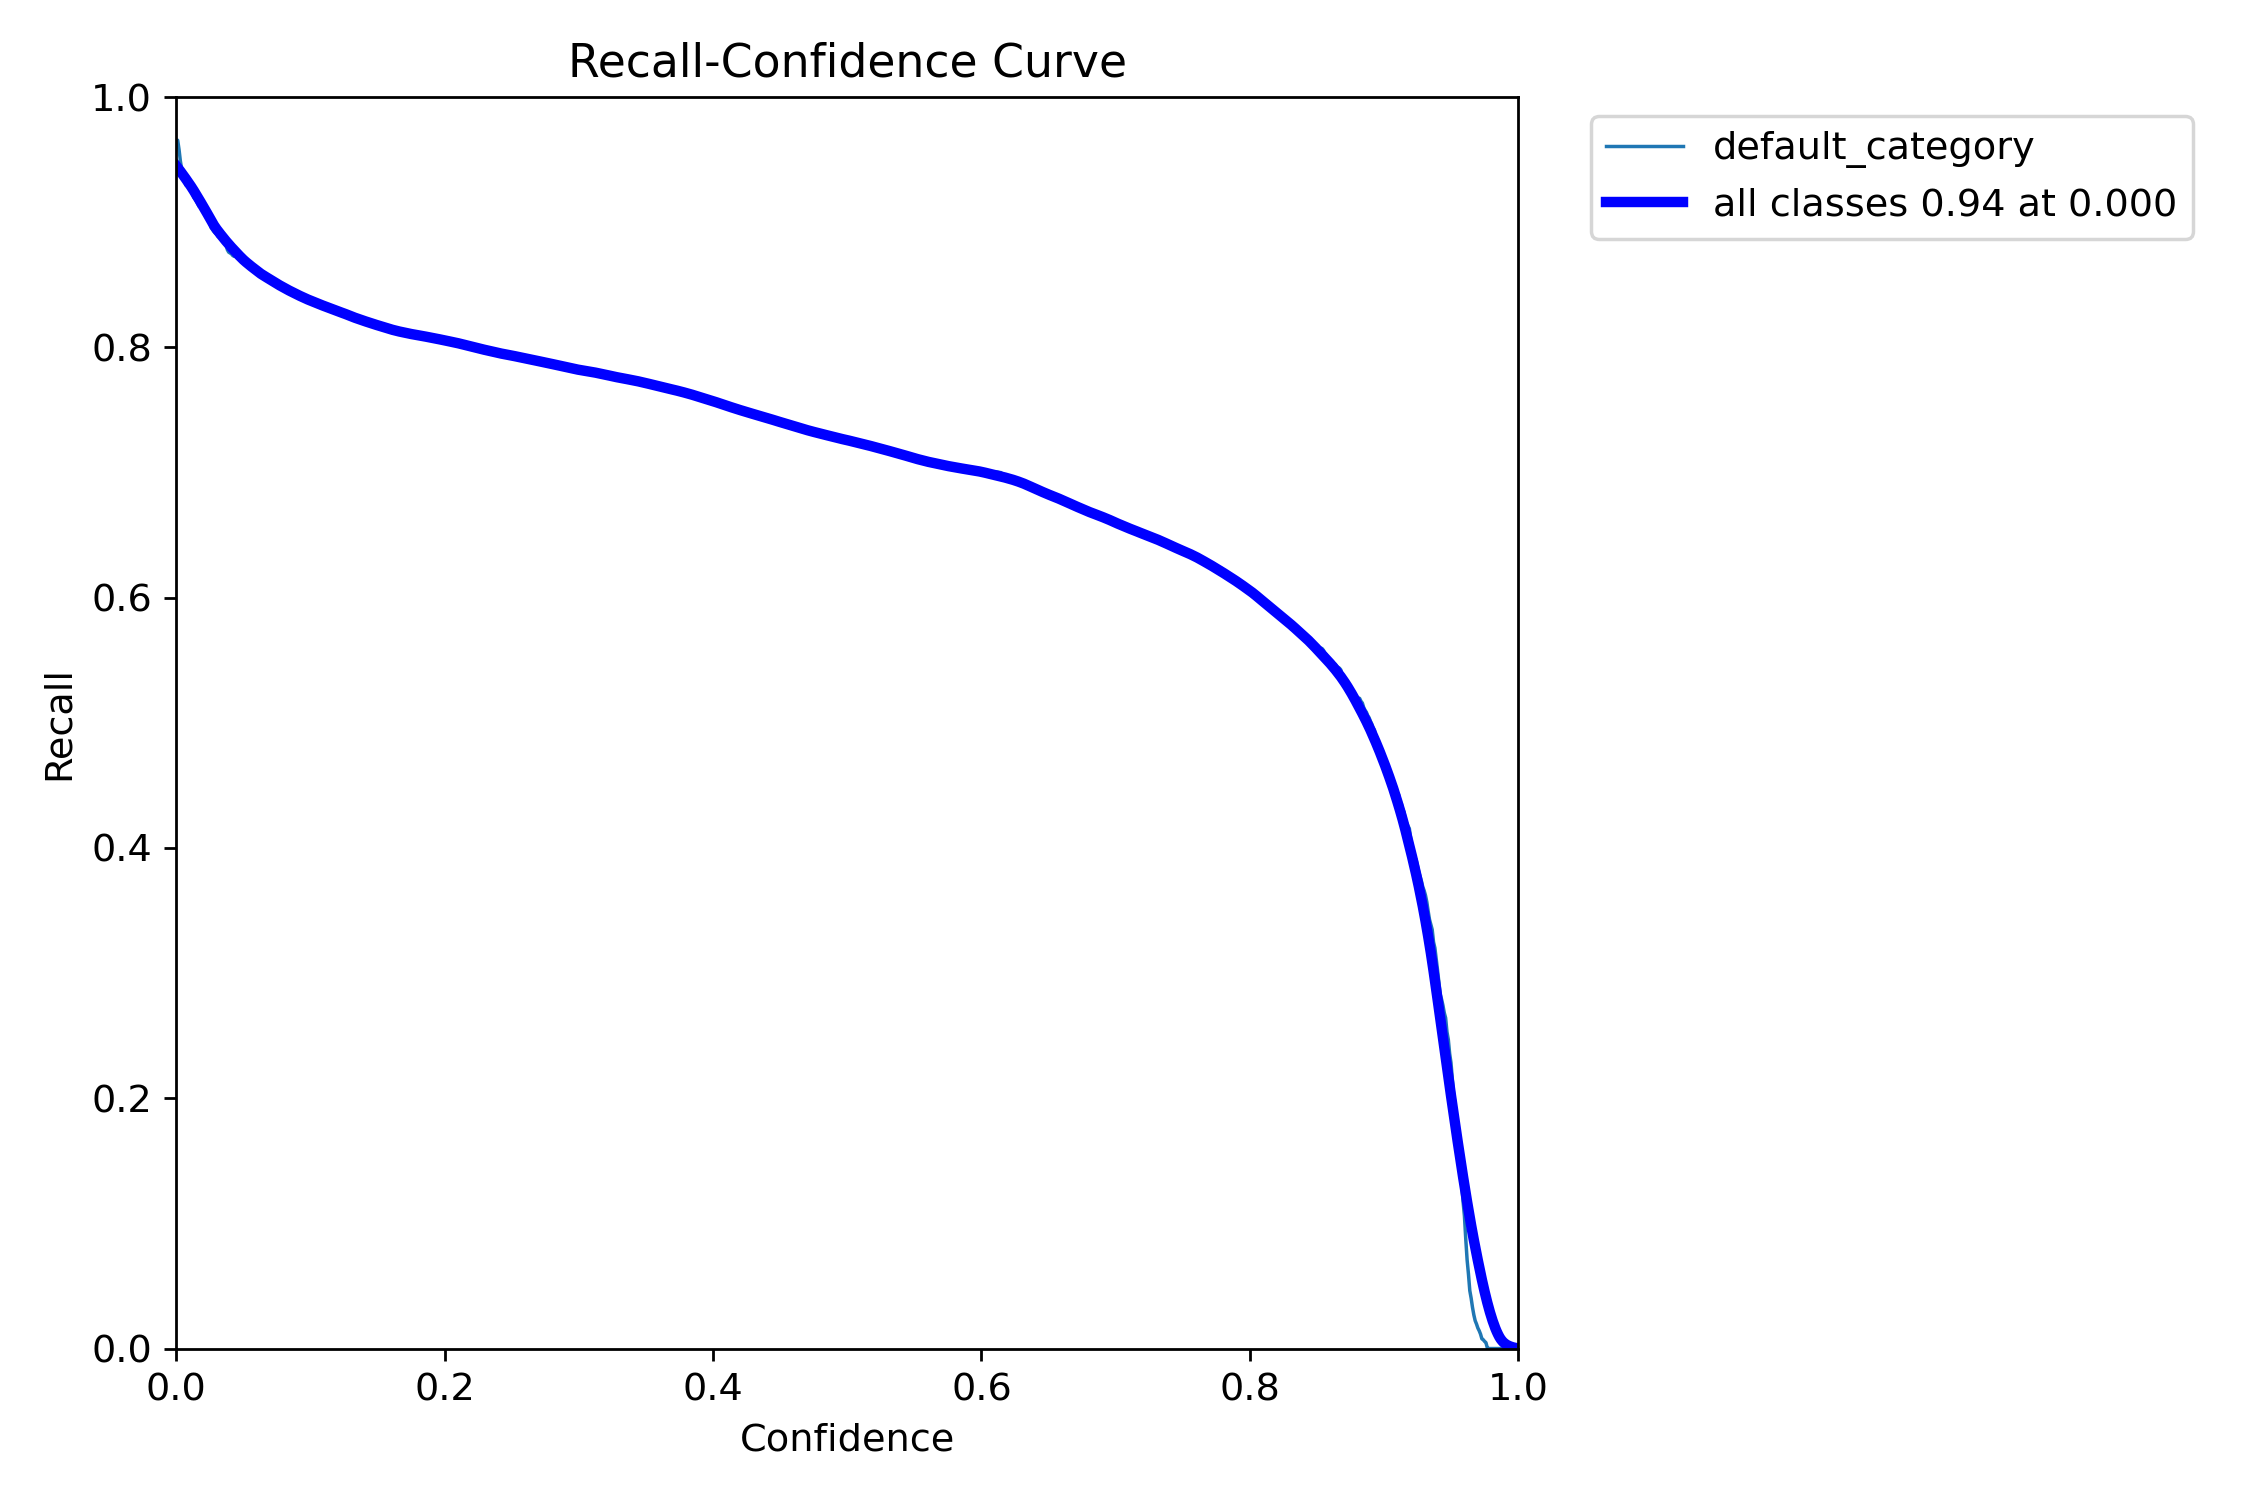 Recall-Confidence Curve
1.0
0.8
0.6
0.4
0.2
0.0
Recall
0.0 0.2 0.4 0.6 0.8 1.0
Confidence
default_category
all classes 0.94 at 0.000